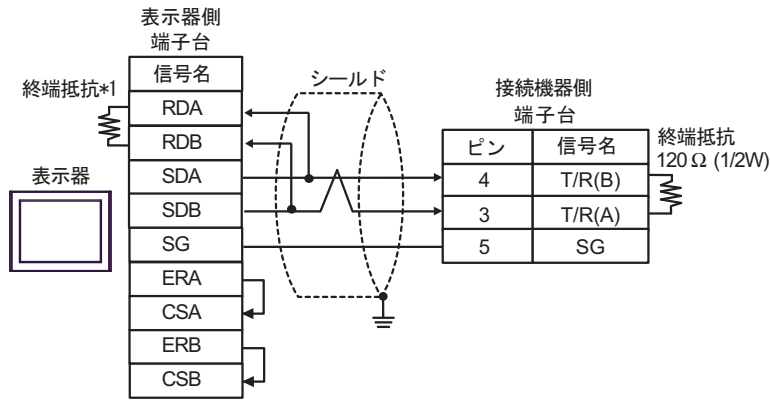 表示器側
端子台
信号名
終端抵抗*1
RDA
RDB
SDA
SDB
SG
ERA
CSA
ERB
CSB
表示器
シールド
接続機器側
端子台
ピン 信号名
4 T/R(B)
3 T/R(A)
5 SG
終端抵抗
120 Ω (1/2W)